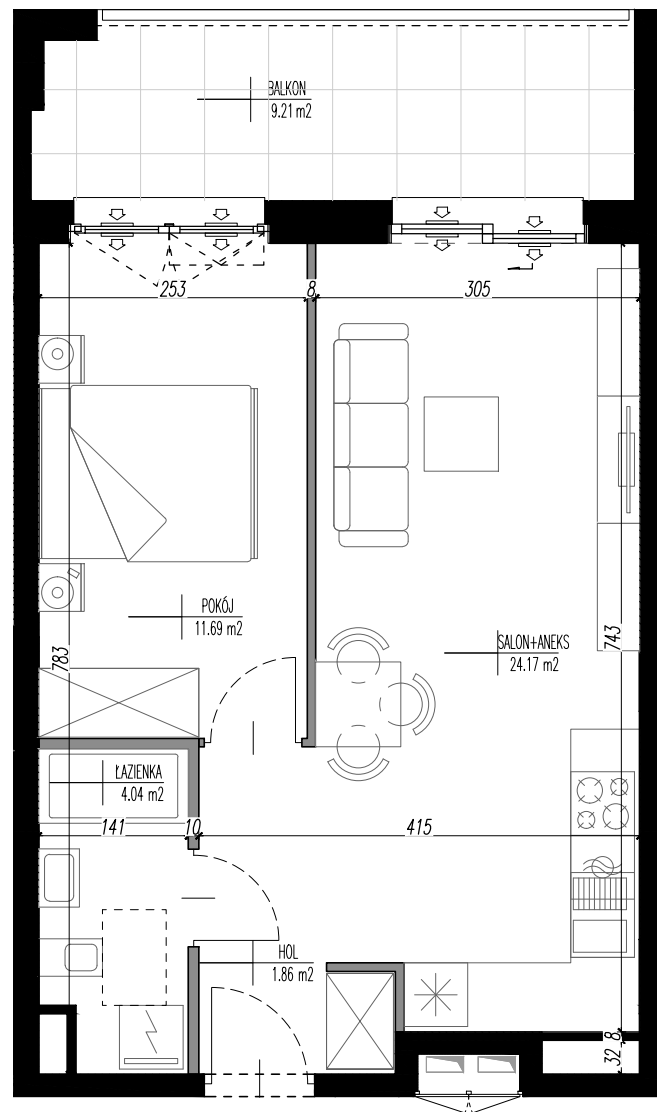 BALKON
9.21 m2
253
8
305
POKÓJ
11.69 m2
SALON+ANEKS
24.17 m2
743
783
ŁAZIENKA
4.04 m2
141
10
415
HOL
1.86 m2
8
32